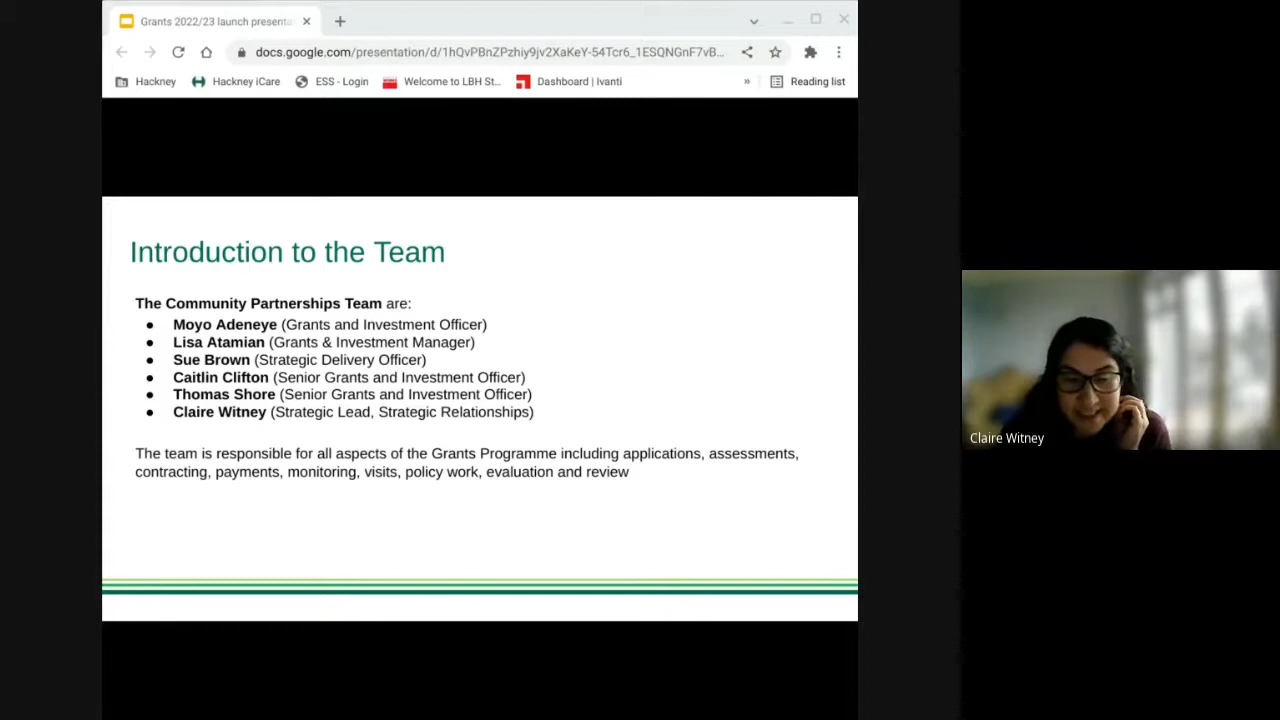 Grants 2022/23 launch presenta
docs.google.com/presentation/d/1hQvPBnZPzhiy9jv2XaKeY-54Tcr6_1ESQNGnF7vB...
Hackney
Hackney iCare
ESS - Login
Welcome to LBH St...
Dashboard | Ivanti
»
Reading list
Introduction to the Team
The Community Partnerships Team are:
● Moyo Adeneye (Grants and Investment Officer)
● Lisa Atamian (Grants & Investment Manager)
● Sue Brown (Strategic Delivery Officer)
● Caitlin Clifton (Senior Grants and Investment Officer)
● Thomas Shore (Senior Grants and Investment Officer)
● Claire Witney (Strategic Lead, Strategic Relationships)
The team is responsible for all aspects of the Grants Programme including applications, assessments,
contracting, payments, monitoring, visits, policy work, evaluation and review
Claire Witney